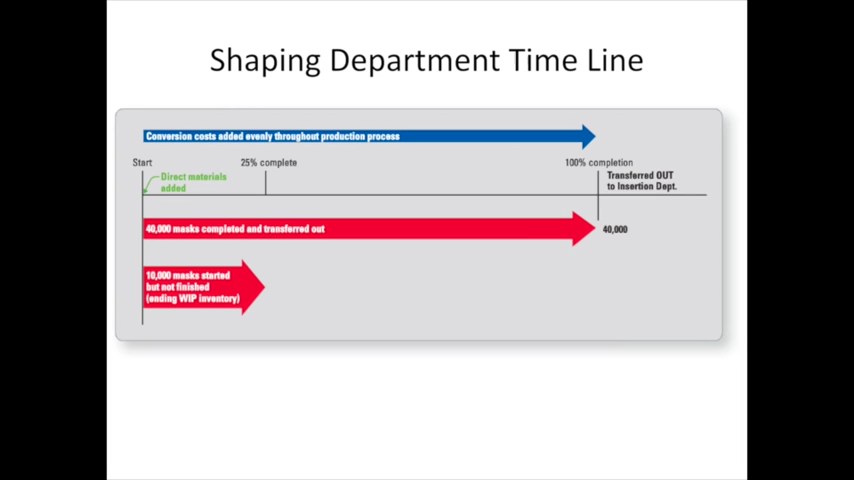 Shaping Department Time Line
Conversion costs added evenly throughout production process
Start
25% complete
100% completion
Direct materials
added
Transferred OUT
to Insertion Dept.
40,000 masks completed and transferred out
40,000
10,000 masks started
but not finished
(ending WIP inventory)